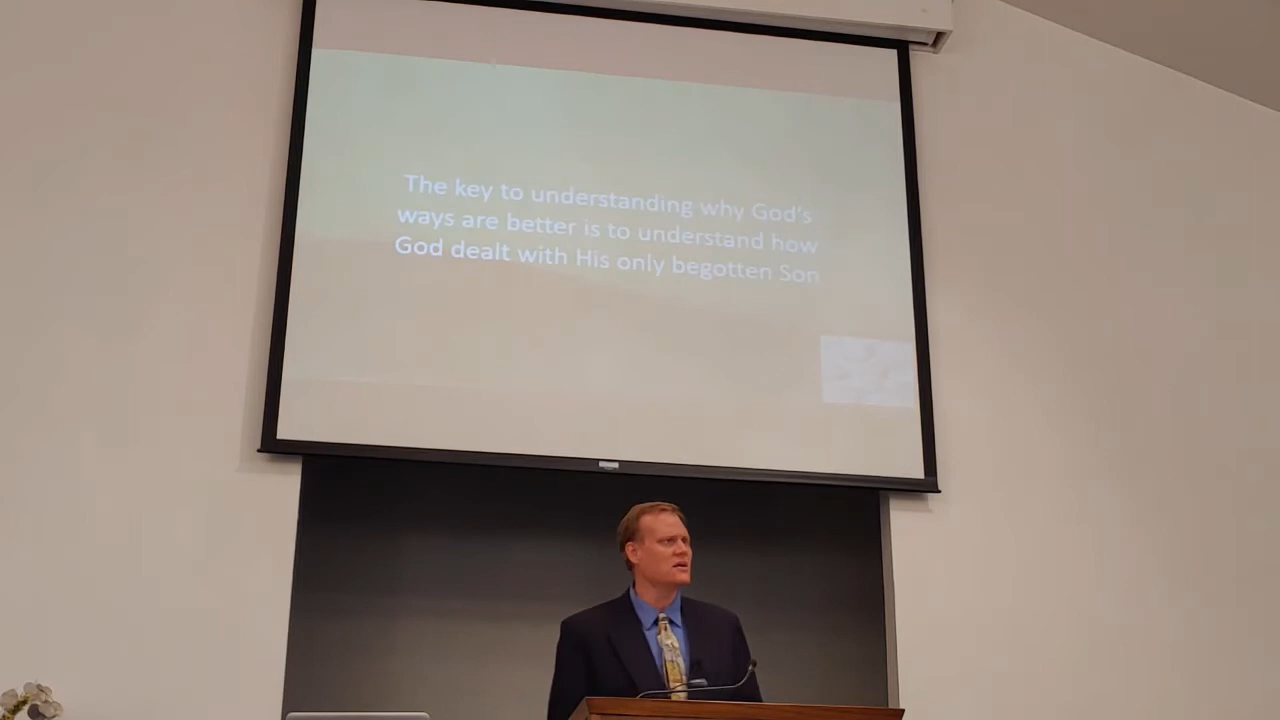 The key to understanding why God's
ways are better is to understand how
God dealt with His only begotten Son